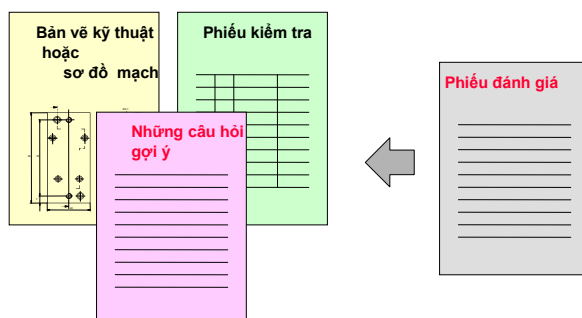 Bản vẽ kỹ thuật
hoặc
sơ đồ mạch
Phiếu kiểm tra
Những câu hỏi
gợi ý
Phiếu đánh giá